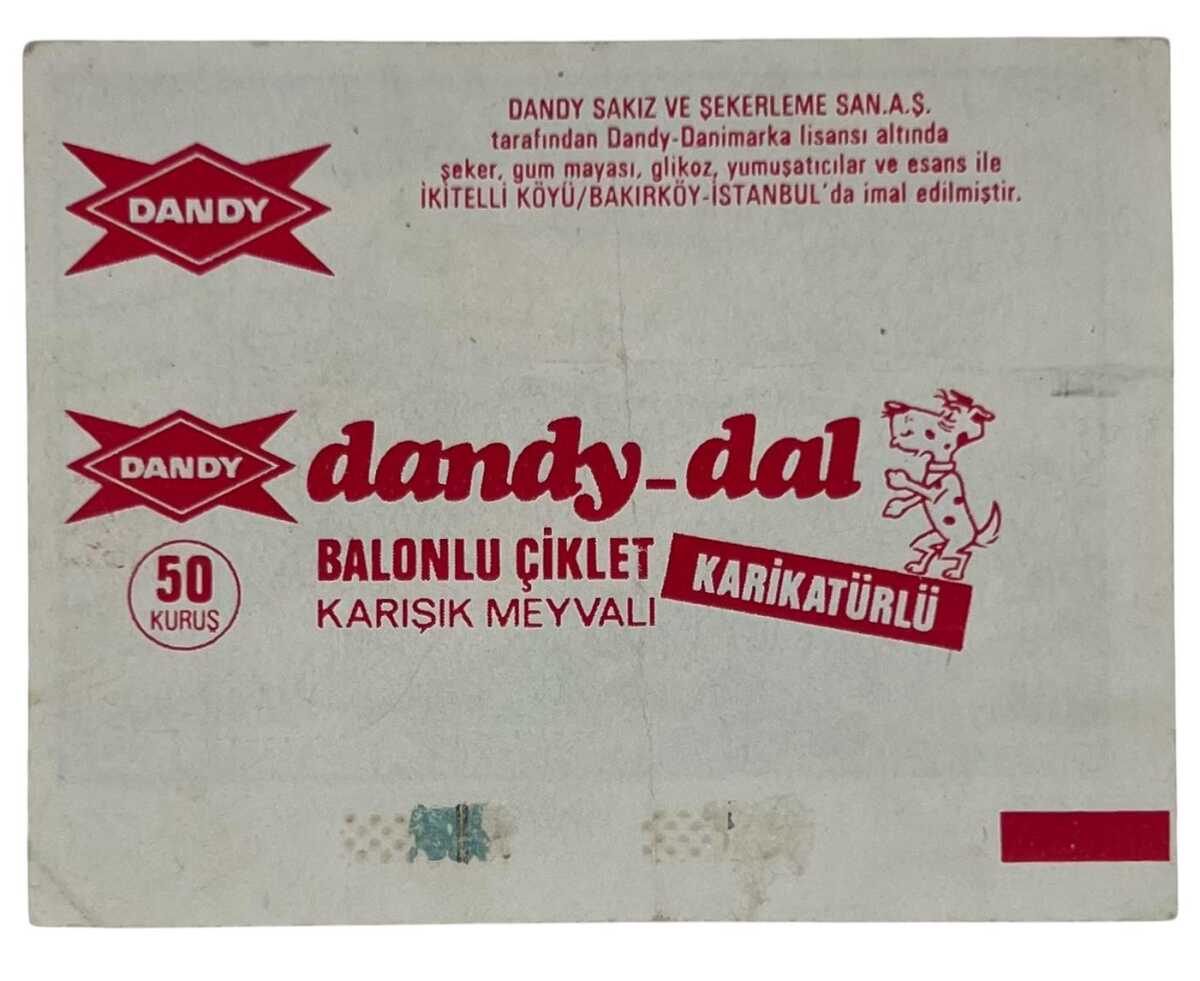 DANDY SAKIZ VE ŞEKERLEME SAN.A.Ş.
tarafından Dandy-Danimarka lisansı altında
şeker, gum mayası, glikoz, yumuşatıcılar ve esans ile
İKİTELLİ KÖYÜ/BAKIRKÖY-İSTANBUL'da imal edilmiştir.
DANDY
DANDY
dandy-dal
BALONLU ÇİKLET
KARIŞIK MEYVALI
KARİKATÜRLÜ
50
KURUŞ